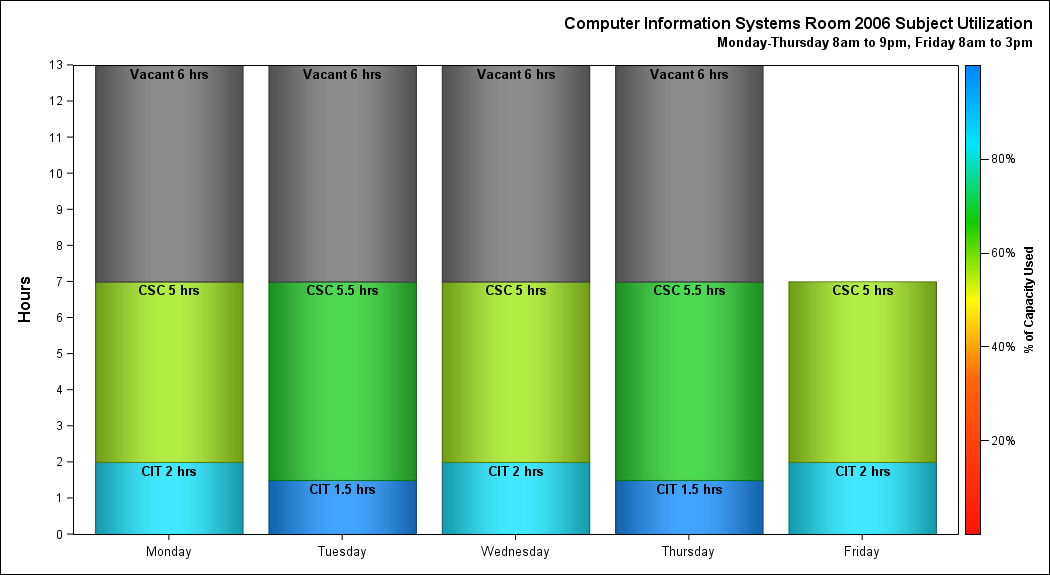 Computer Information Systems Room 2006 Subject Utilization
Monday-Thursday 8am to 9pm, Friday 8am to 3pm
13
12
11
10
9
8
7
6
5
4
3
2
1
0
Hours
Vacant 6 hrs
CSC 5 hrs
CIT 2 hrs
Vacant 6 hrs
CSC 5.5 hrs
CIT 1.5 hrs
Vacant 6 hrs
CSC 5 hrs
CIT 2 hrs
Vacant 6 hrs
CSC 5.5 hrs
CIT 1.5 hrs
CSC 5 hrs
CIT 2 hrs
Monday
Tuesday
Wednesday
Thursday
Friday
80%
60%
40%
20%
% of Capacity Used